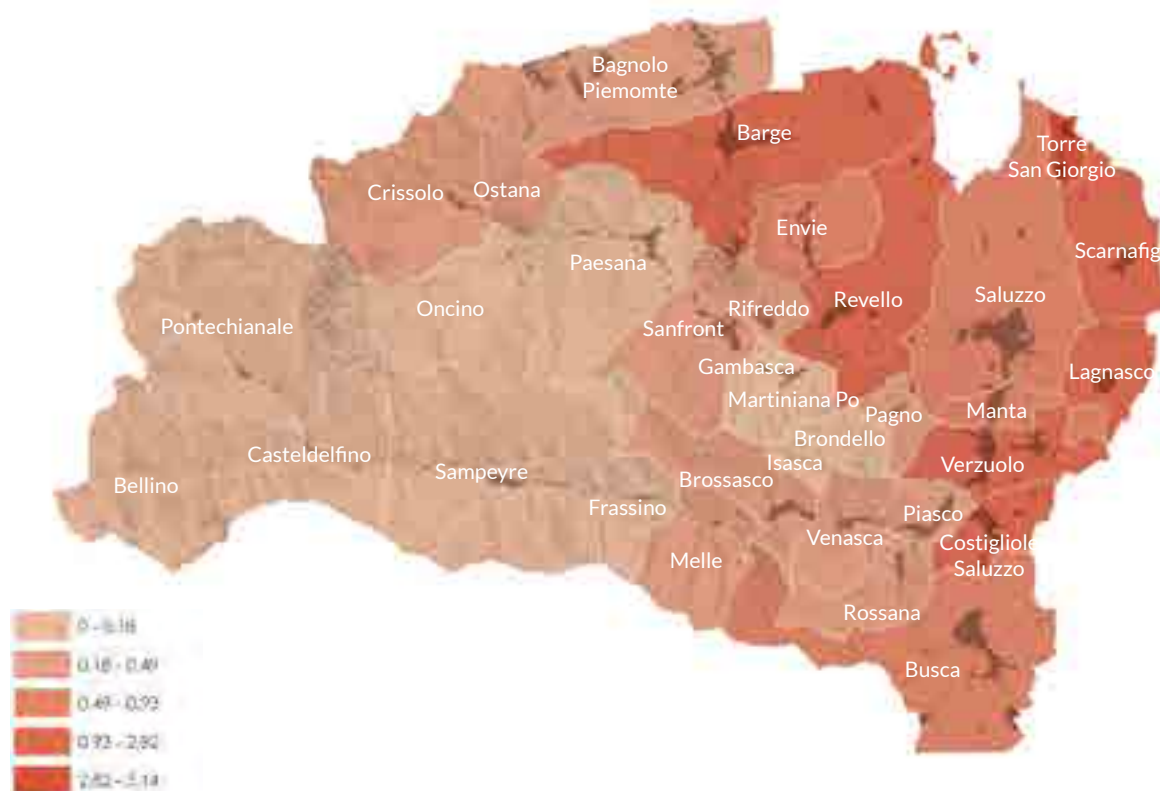 Bagnolo
Piemomte
Barge
Torre
San Giorgio
Crissolo
Ostana
Envie
Scarnafig
Paesana
Saluzzo
Oncino
Revello
Rifreddo
Pontechianale
Sanfront
Gambasca
Lagnasco
Martiniana Po
Pagno
Manta
Brondello
Casteldelfino
Isasca
Verzuolo
Sampeyre
Brossasco
Bellino
Frassino
Piasco
Venasca
Costigliole
Saluzzo
Melle
Rossana
Busca
0 - 0.18
0.18 - 0.49
0.49 - 0.93
0.93 - 2.82